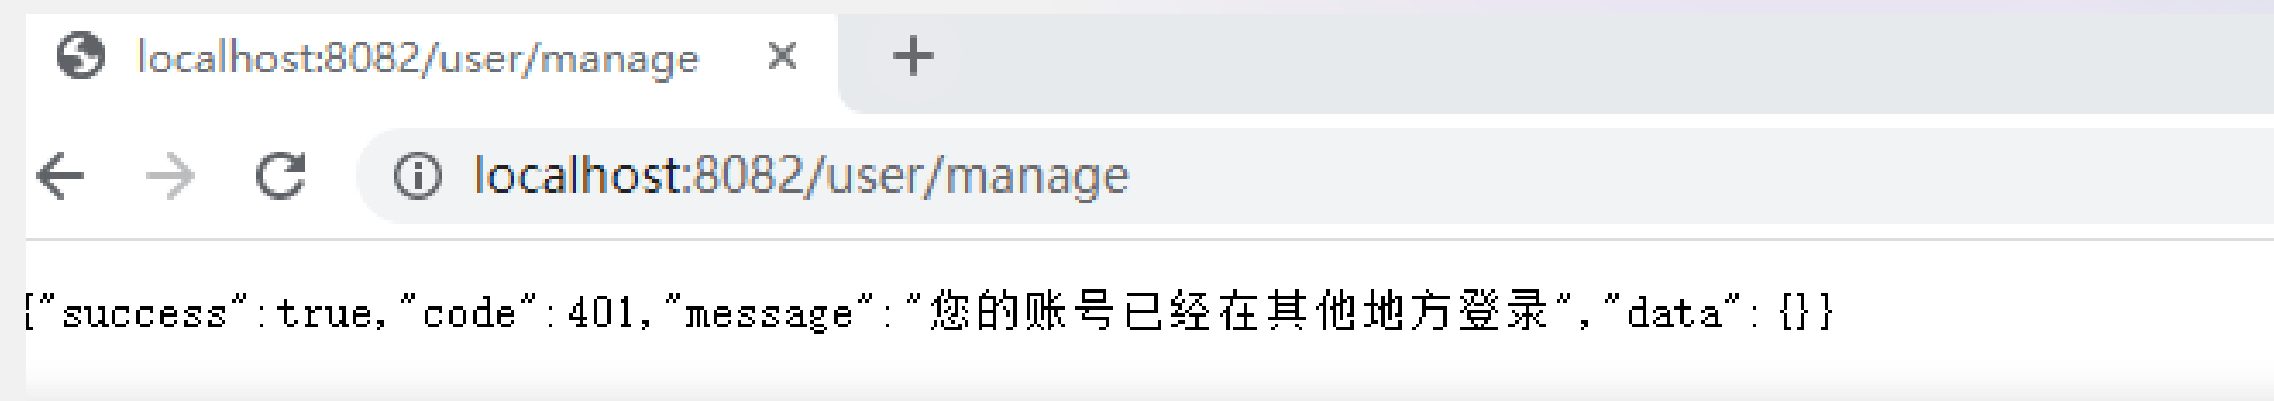 localhost:8082/user/manage
localhost:8082/user/manage
{"success":true,"code":401,"message":"您的账号已经在其他地方登录","data":{}}